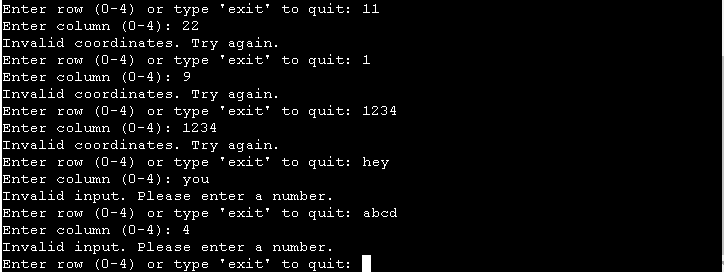 Enter row (0-4) or type 'exit' to quit: 11
Enter column (0-4): 22
Invalid coordinates. Try again.
Enter row (0-4) or type 'exit' to quit: 1
Enter column (0-4): 9
Invalid coordinates. Try again.
Enter row (0-4) or type 'exit' to quit: 1234
Enter column (0-4): 1234
Invalid coordinates. Try again.
Enter row (0-4) or type 'exit' to quit: hey
Enter column (0-4): you
Invalid input. Please enter a number.
Enter row (0-4) or type 'exit' to quit: abcd
Enter column (0-4): 4
Invalid input. Please enter a number.
Enter row (0-4) or type 'exit' to quit: